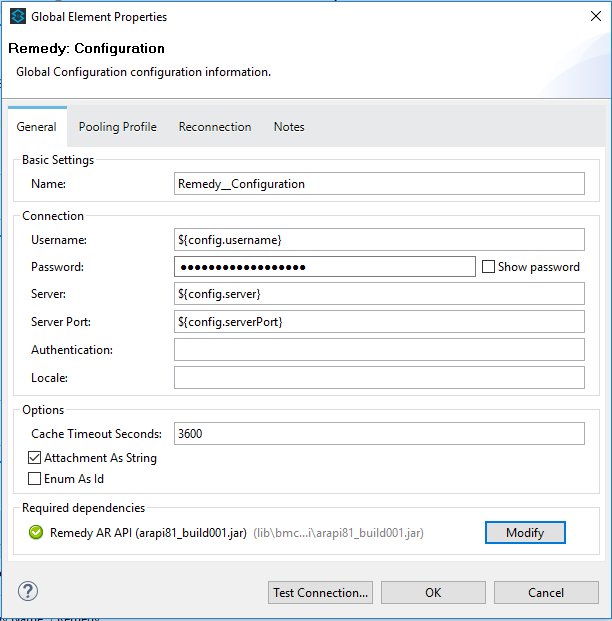 Global Element Properties
Remedy: Configuration
Global Configuration configuration information.
General Pooling Profile Reconnection Notes
Basic Settings
Name: Remedy__Configuration
Connection
Username: ${config.username}
Password: ●●●●●●●●●●●●●●●●●● Show password
Server: ${config.server}
Server Port: ${config.serverPort}
Authentication:
Locale:
Options
Cache Timeout Seconds: 3600
Attachment As String
Enum As Id
Required dependencies
Remedy AR API (arapi81_build001.jar) (lib\bmc...i\arapi81_build001.jar) Modify
? Test Connection... OK Cancel